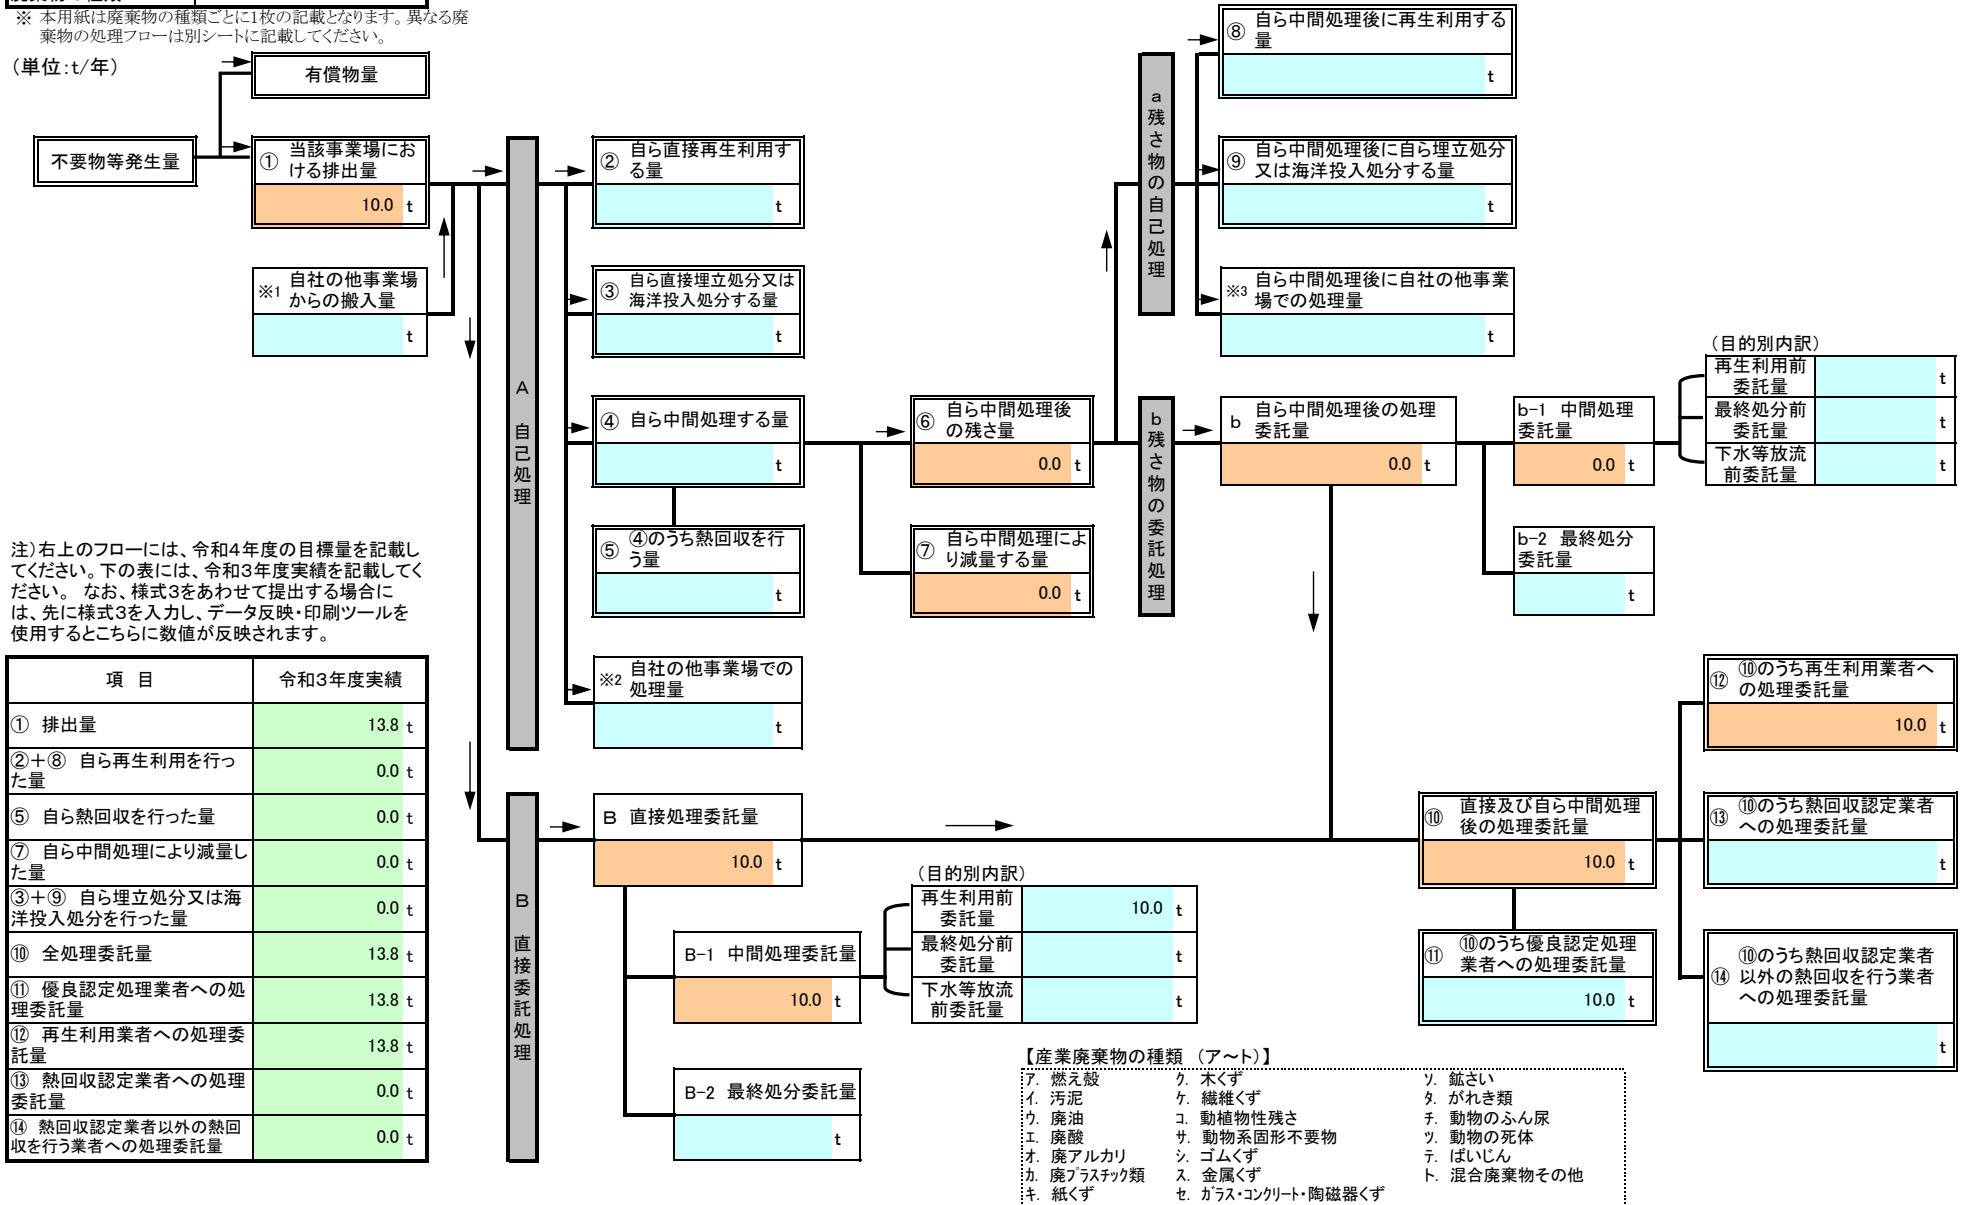 ※ 本用紙は廃棄物の種類ごとに1枚の記載となります。異なる廃
棄物の処理フローは別シートに記載してください。
(単位:t/年)
有償物量
不要物等発生量
① 当該事業場にお
ける排出量
10.0 t
※1 自社の他事業場
からの搬入量
t
A 自己処理
② 自ら直接再生利用す
る量
t
③ 自ら直接埋立処分又は
海洋投入処分する量
t
④ 自ら中間処理する量
t
⑤ ④のうち熱回収を行
う量
t
※2 自社の他事業場での
処理量
t
⑥ 自ら中間処理後
の残さ量
0.0 t
⑦ 自ら中間処理によ
り減量する量
0.0 t
a 残さ物の自己処理
⑧ 自ら中間処理後に再生利用する
量
t
⑨ 自ら中間処理後に自ら埋立処分
又は海洋投入処分する量
t
※3 自ら中間処理後に自社の他事業
場での処理量
t
b 残さ物の委託処理
b 自ら中間処理後の処理
委託量
0.0 t
b-1 中間処理
委託量
0.0 t
b-2 最終処分
委託量
t
(目的別内訳)
再生利用前
委託量 t
最終処分前
委託量 t
下水等放流
前委託量 t
注)右上のフローには、令和4年度の目標量を記載し
てください。下の表には、令和3年度実績を記載してく
ださい。 なお、様式3をあわせて提出する場合に
は、先に様式3を入力し、データ反映・印刷ツールを
使用するとこちらに数値が反映されます。
項 目 令和3年度実績
① 排出量 13.8 t
②+⑧ 自ら再生利用を行っ
た量 0.0 t
⑤ 自ら熱回収を行った量 0.0 t
⑦ 自ら中間処理により減量し
た量 0.0 t
③+⑨ 自ら埋立処分又は海
洋投入処分を行った量 0.0 t
⑩ 全処理委託量 13.8 t
⑪ 優良認定処理業者への処
理委託量 13.8 t
⑫ 再生利用業者への処理委
託量 13.8 t
⑬ 熱回収認定業者への処理
委託量 0.0 t
⑭ 熱回収認定業者以外の熱回
収を行う業者への処理委託量 0.0 t
B 直接委託処理
B 直接処理委託量
10.0 t
B-1 中間処理委託量
10.0 t
B-2 最終処分委託量
t
(目的別内訳)
再生利用前
委託量 10.0 t
最終処分前
委託量 t
下水等放流
前委託量 t
⑩ 直接及び自ら中間処理
後の処理委託量
10.0 t
⑪ ⑩のうち優良認定処理
業者への処理委託量
10.0 t
⑫ ⑩のうち再生利用業者へ
の処理委託量
10.0 t
⑬ ⑩のうち熱回収認定業者
への処理委託量
t
⑭ ⑩のうち熱回収認定業者
以外の熱回収を行う業者
への処理委託量
t
【産業廃棄物の種類 (ア~ト)】
ア. 燃え殻
イ. 汚泥
ウ. 廃油
エ. 廃酸
オ. 廃アルカリ
カ. 廃プラスチック類
キ. 紙くず
ク. 木くず
ケ. 繊維くず
コ. 動植物性残さ
サ. 動物系固形不要物
シ. ゴムくず
ス. 金属くず
セ. ガラス・コンクリート・陶磁器くず
ソ. 鉱さい
タ. がれき類
チ. 動物のふん尿
ツ. 動物の死体
テ. ばいじん
ト. 混合廃棄物その他